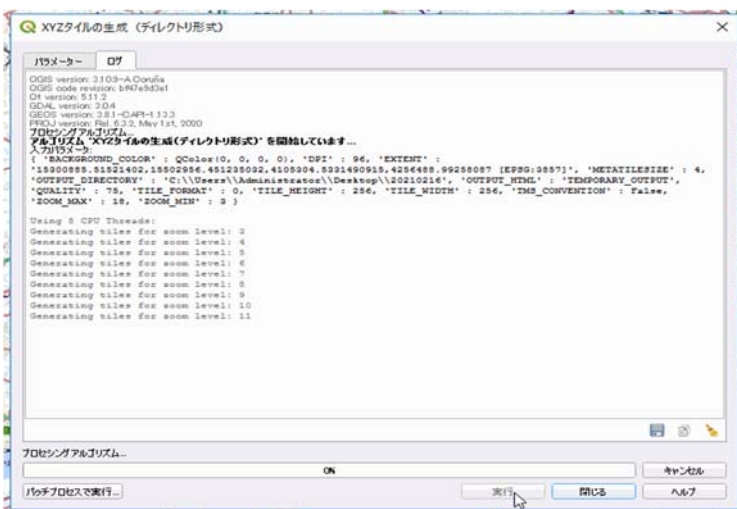 XYZタイルの生成（ディレクトリ形式）
パラメーター ログ
QGIS version: 3.10.9-A Coruña
QGIS code revision: bf47e9d3e1
Qt version: 5.11.2
GDAL version: 3.0.4
GEOS version: 3.8.1-CAPI-1.13.3
PROJ version: Rel. 6.3.2, May 1st, 2020
プロセシングアルゴリズム…
アルゴリズム 'XYZタイルの生成(ディレクトリ形式)' を開始しています…
入力パラメータ:
{ 'BACKGROUND_COLOR' : QColor(0, 0, 0, 0), 'DPI' : 96, 'EXTENT' :
'15300885.51521402,15502956.451235032,4105304.5331490915,4256488.99258087 [EPSG:3857]', 'METATILESIZE' : 4,
'OUTPUT_DIRECTORY' : 'C:\\Users\\Administrator\\Desktop\\20210216', 'OUTPUT_HTML' : 'TEMPORARY_OUTPUT',
'QUALITY' : 75, 'TILE_FORMAT' : 0, 'TILE_HEIGHT' : 256, 'TILE_WIDTH' : 256, 'TMS_CONVENTION' : False,
'ZOOM_MAX' : 18, 'ZOOM_MIN' : 3 }
Using 8 CPU Threads:
Generating tiles for zoom level: 3
Generating tiles for zoom level: 4
Generating tiles for zoom level: 5
Generating tiles for zoom level: 6
Generating tiles for zoom level: 7
Generating tiles for zoom level: 8
Generating tiles for zoom level: 9
Generating tiles for zoom level: 10
Generating tiles for zoom level: 11
プロセシングアルゴリズム…
0%
キャンセル
バッチプロセスで実行… 実行 閉じる ヘルプ